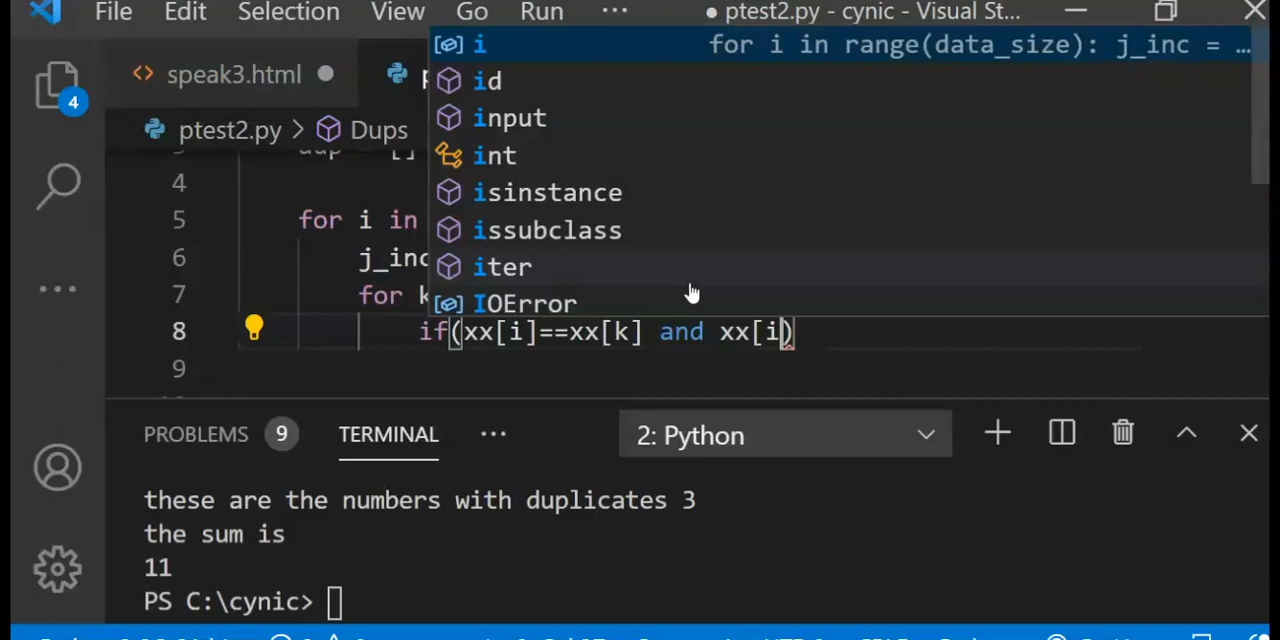 File Edit Selection View Go Run ··· ● ptest2.py - cynic - Visual St...
speak3.html
i for i in range(data_size): j_inc = …
id
input
int
isinstance
issubclass
iter
IOError
4
ptest2.py > Dups
dup = []
4
5 for i in
6 j_inc
7 for k
8 if(xx[i]==xx[k] and xx[i)
9
PROBLEMS 9 TERMINAL ··· 2: Python
these are the numbers with duplicates 3
the sum is
11
PS C:\cynic>